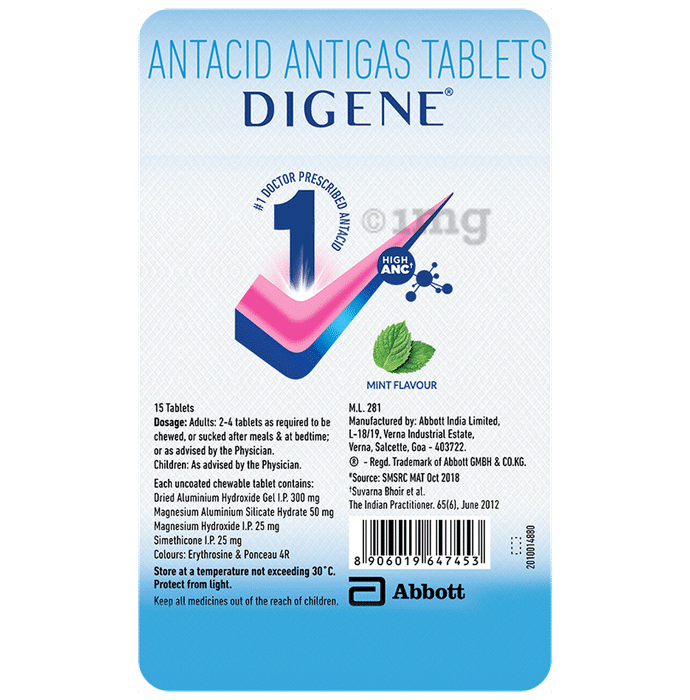 ANTACID ANTIGAS TABLETS
DIGENE®
#1 DOCTOR PRESCRIBED ANTACID
1
© 1mg
HIGH
ANC†
MINT FLAVOUR
15 Tablets
Dosage: Adults: 2-4 tablets as required to be
chewed, or sucked after meals & at bedtime;
or as advised by the Physician.
Children: As advised by the Physician.
Each uncoated chewable tablet contains:
Dried Aluminium Hydroxide Gel I.P. 300 mg
Magnesium Aluminium Silicate Hydrate 50 mg
Magnesium Hydroxide I.P. 25 mg
Simethicone I.P. 25 mg
Colours: Erythrosine & Ponceau 4R
Store at a temperature not exceeding 30°C.
Protect from light.
Keep all medicines out of the reach of children.
M.L. 281
Manufactured by: Abbott India Limited,
L-18/19, Verna Industrial Estate,
Verna, Salcette, Goa - 403722.
® - Regd. Trademark of Abbott GMBH & CO.KG.
#Source: SMSRC MAT Oct 2018
†Suvarna Bhoir et al.
The Indian Practitioner. 65(6), June 2012
8 906019 647453
2010014880
Abbott